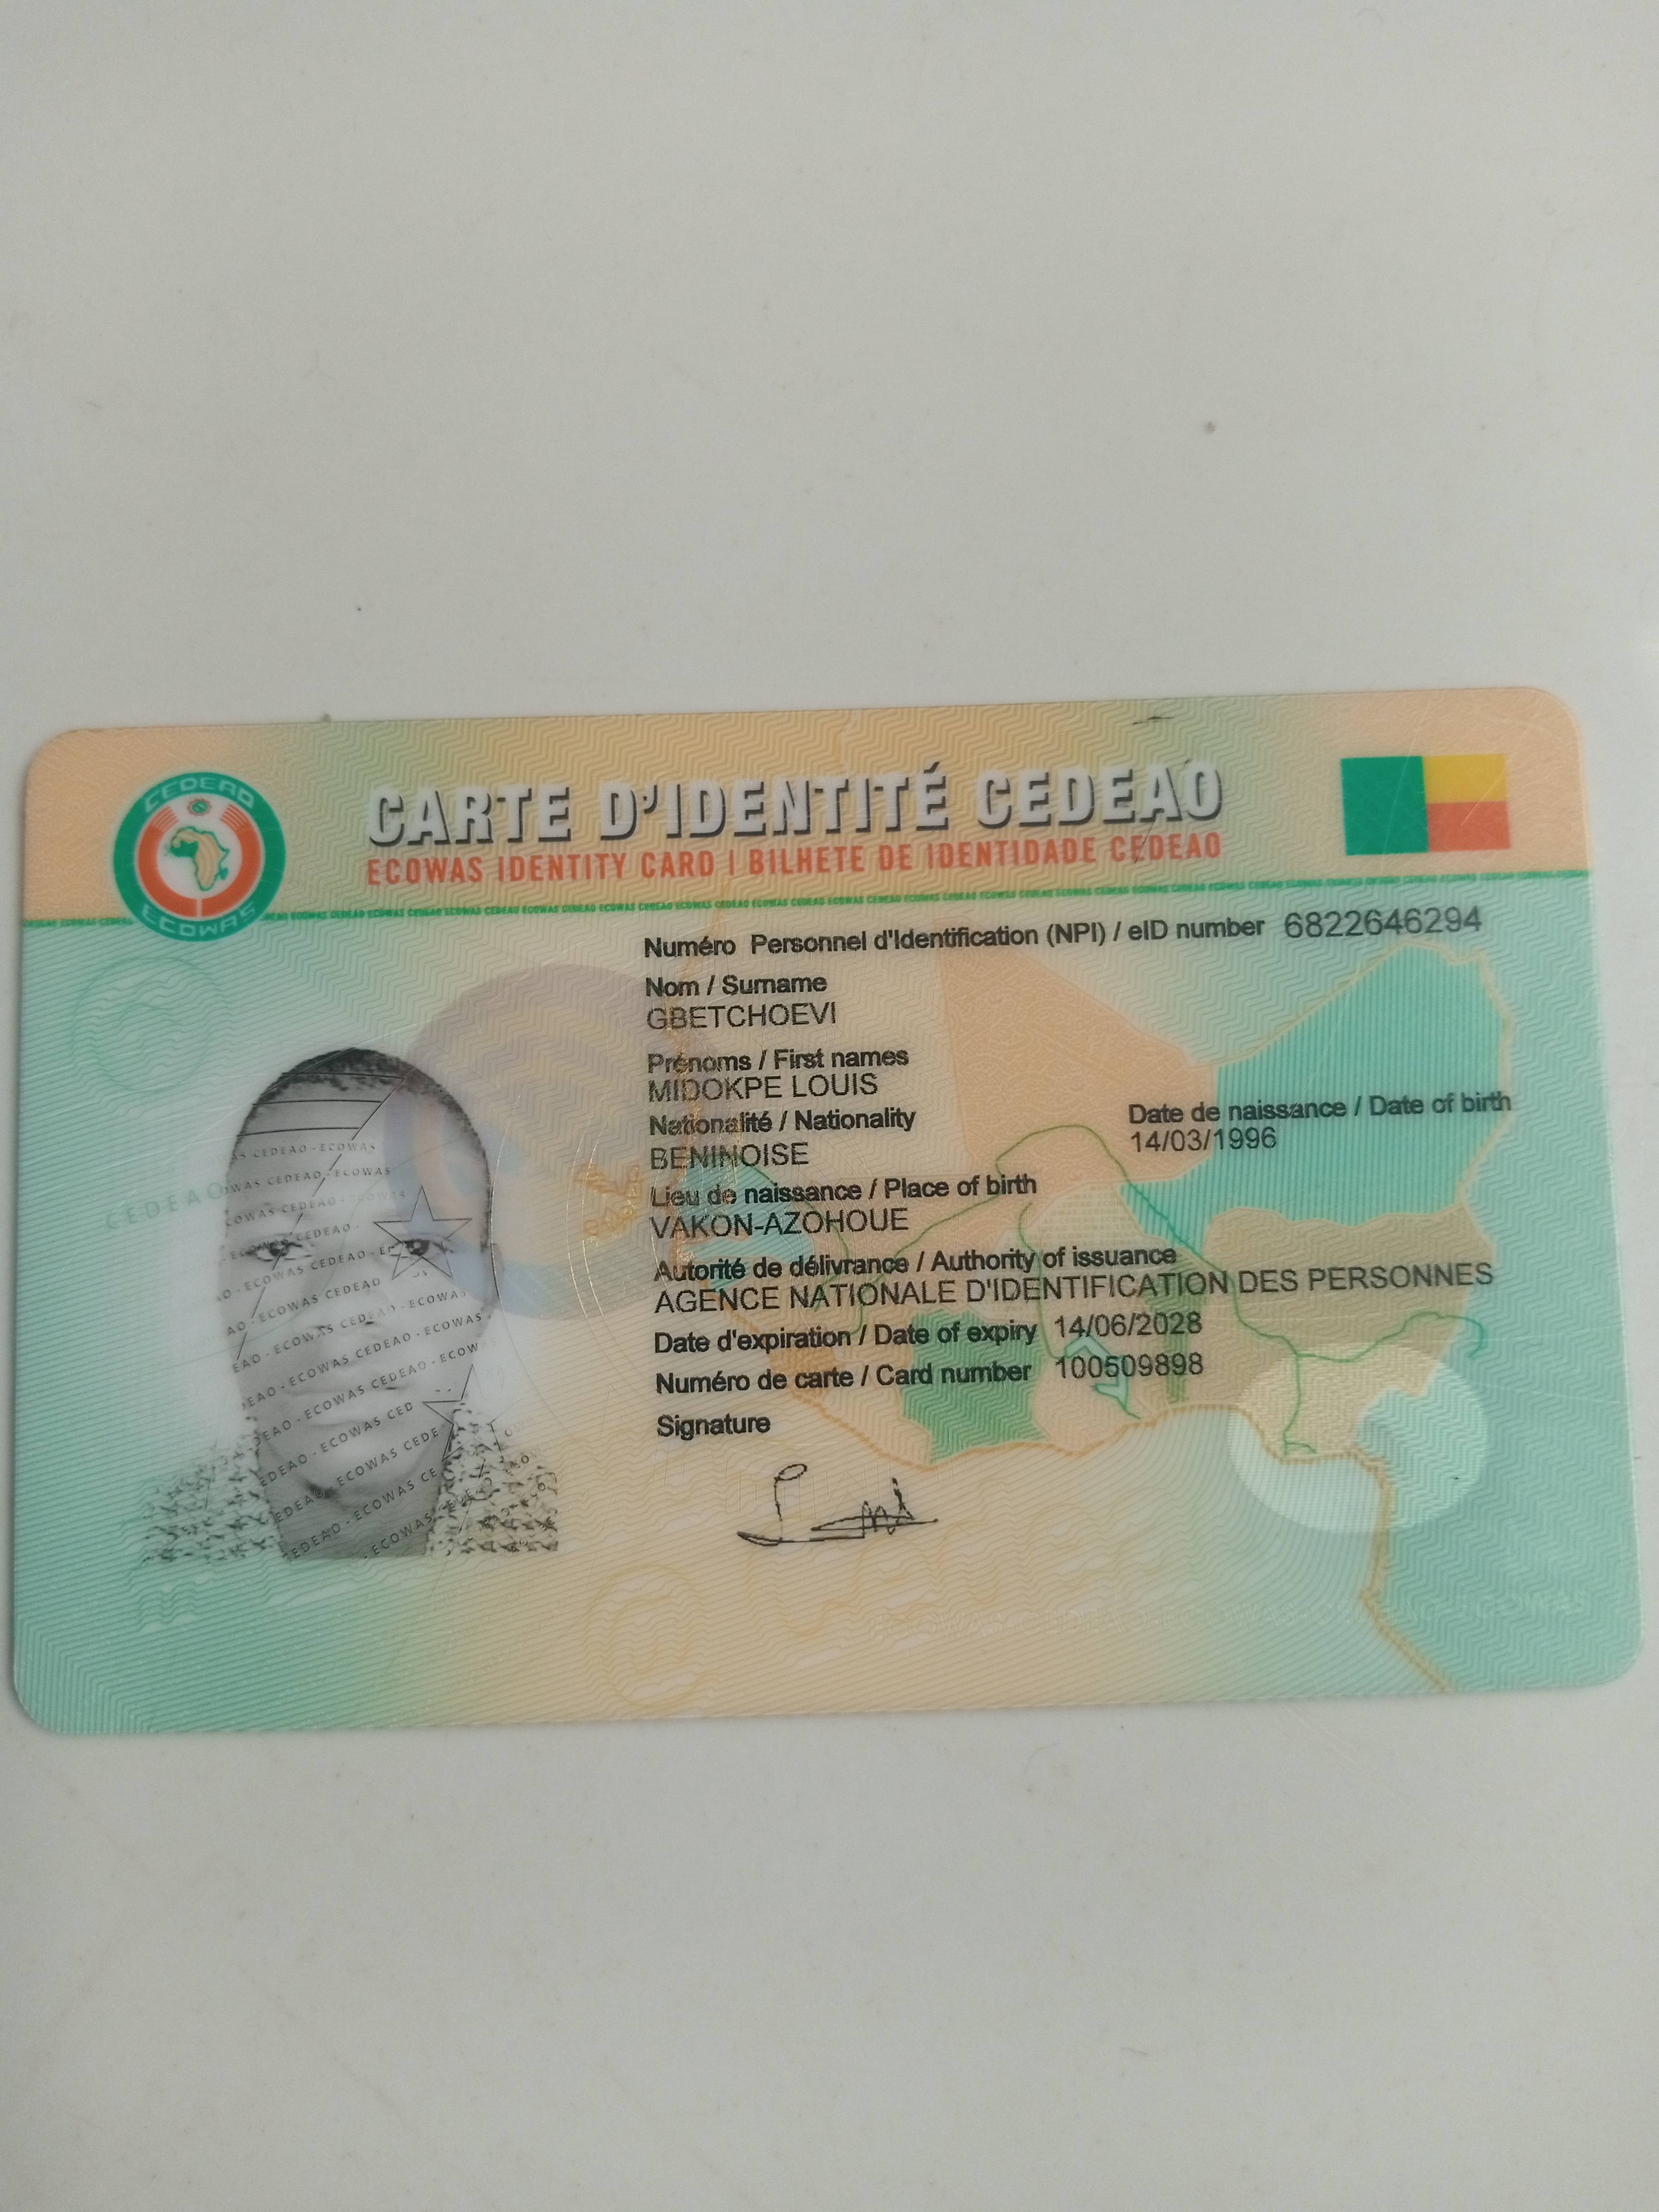 CEDEAO
ECOWAS
CARTE D'IDENTITÉ CEDEAO
ECOWAS IDENTITY CARD | BILHETE DE IDENTIDADE CEDEAO
Numéro Personnel d'Identification (NPI) / eID number 6822646294
Nom / Surname
GBETCHOEVI
Prénoms / First names
MIDOKPE LOUIS
Nationalité / Nationality
BENINOISE
Date de naissance / Date of birth
14/03/1996
Lieu de naissance / Place of birth
VAKON-AZOHOUE
Autorité de délivrance / Authority of issuance
AGENCE NATIONALE D'IDENTIFICATION DES PERSONNES
Date d'expiration / Date of expiry 14/06/2028
Numéro de carte / Card number 100509898
Signature